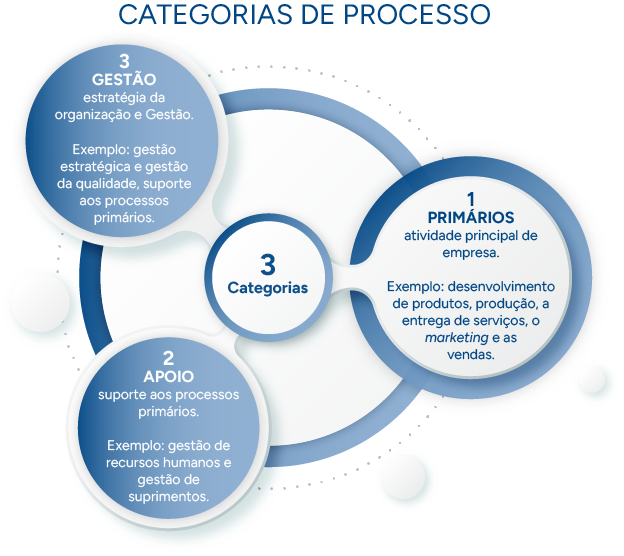 CATEGORIAS DE PROCESSO
3
GESTÃO
estratégia da
organização e Gestão.
Exemplo: gestão
estratégica e gestão
da qualidade, suporte
aos processos
primários.
1
PRIMÁRIOS
atividade principal de
empresa.
Exemplo: desenvolvimento
de produtos, produção, a
entrega de serviços, o
marketing e as
vendas.
3
Categorias
2
APOIO
suporte aos processos
primários.
Exemplo: gestão de
recursos humanos e
gestão de
suprimentos.